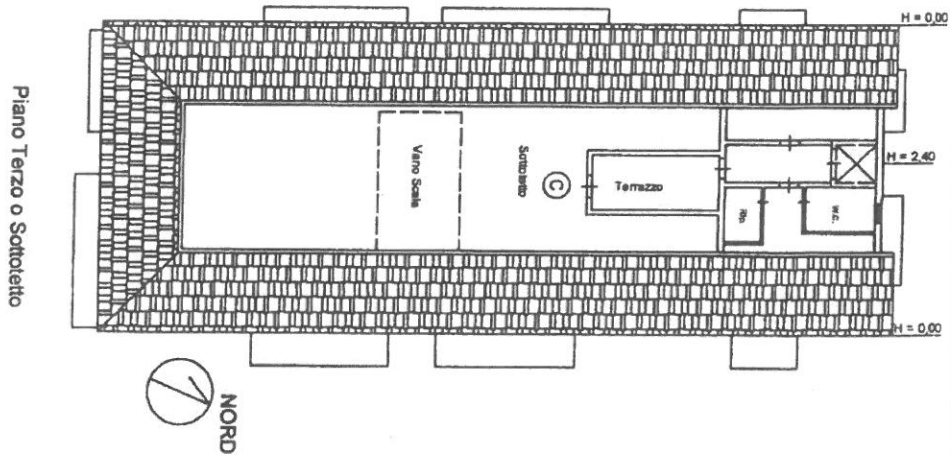 Piano Terzo o Sottotetto
H = 0,00
H = 2,40
H = 0,00
Vano Scala
Sottotetto
C
Terrazzo
Rip.
W.C.
NORD